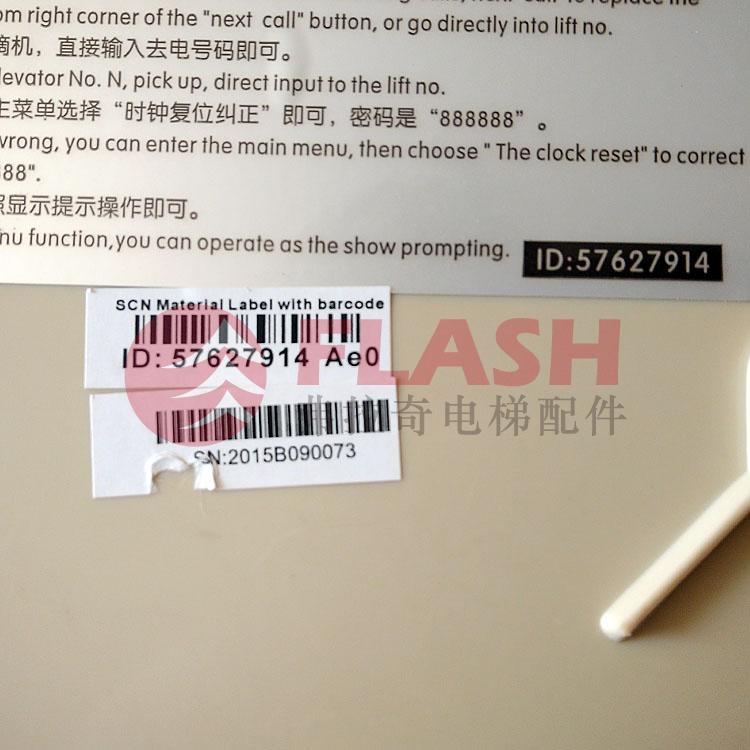 om right corner of the "next call" button, or go directly into lift no.
摘机，直接输入去电号码即可。
levator No. N, pick up, direct input to the lift no.
主菜单选择“时钟复位纠正”即可，密码是“888888”。
wrong, you can enter the main menu, then choose " The clock reset" to correct
88".
照显示提示操作即可。
nu function,you can operate as the show prompting.
ID:57627914
SCN Material Label with barcode
ID: 57627914 Ae0
SN:2015B090073
FLASH
弗拉奇电梯配件